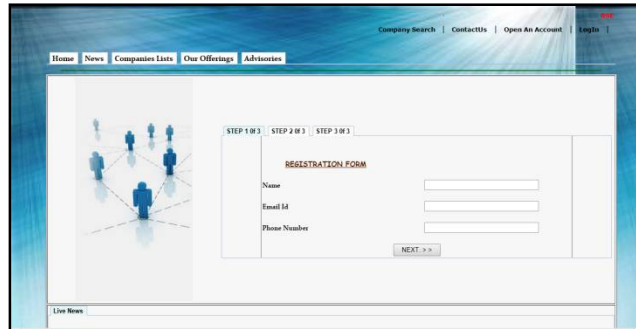 Company Search | ContactUs | Open An Account | LogIn |
Home News Companies Lists Our Offerings Advisories
STEP 1 Of 3 STEP 2 Of 3 STEP 3 Of 3
REGISTRATION FORM
Name
Email Id
Phone Number
NEXT >>
Live News